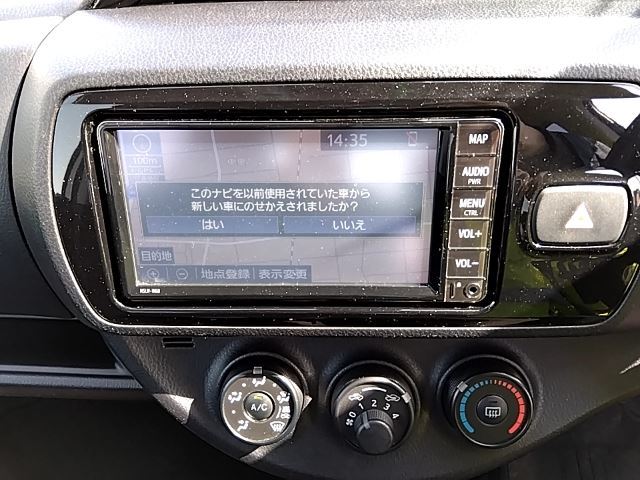 14:35
100m
このナビを以前使用されていた車から
新しい車にのせかえされましたか？
はい いいえ
目的地
地点登録 表示変更
MAP
AUDIO
PWR
MENU
CTRL
VOL+
VOL−
A/C
0 2 3 4